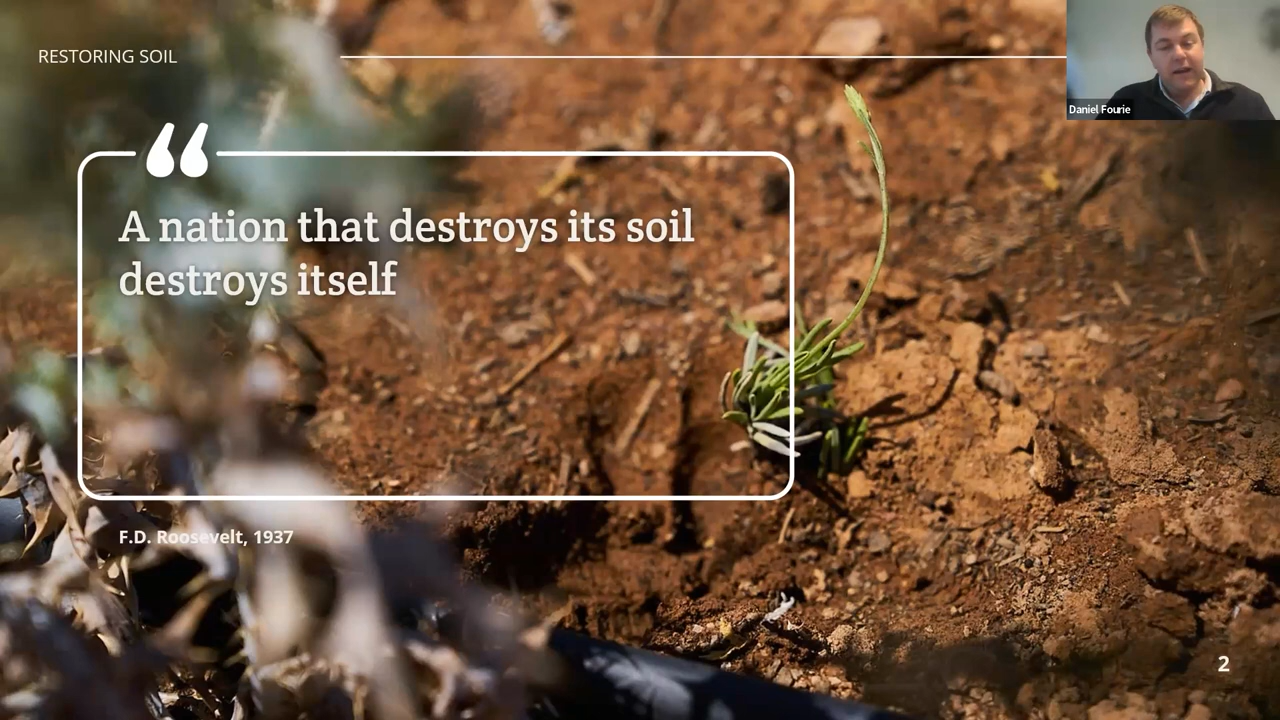 RESTORING SOIL
Daniel Fourie
“
A nation that destroys its soil
destroys itself
F.D. Roosevelt, 1937
2